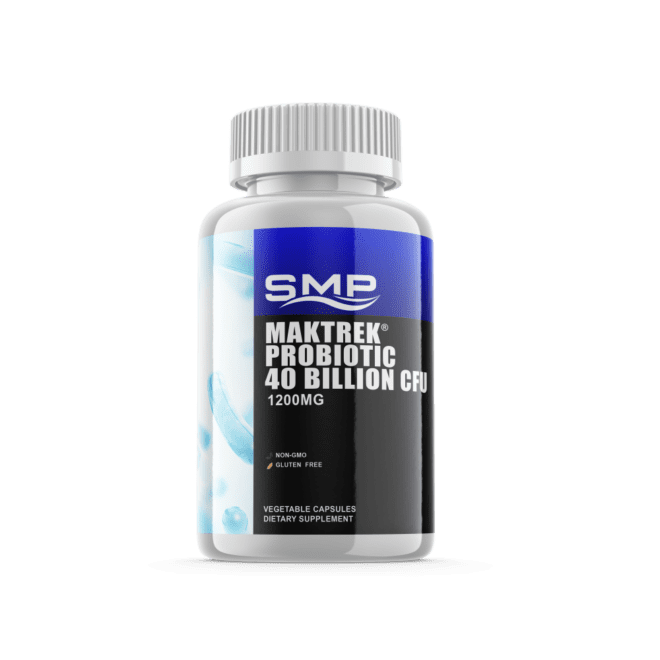 SMP
MAKTREK®
PROBIOTIC
40 BILLION CFU
1200MG
NON-GMO
GLUTEN FREE
VEGETABLE CAPSULES
DIETARY SUPPLEMENT